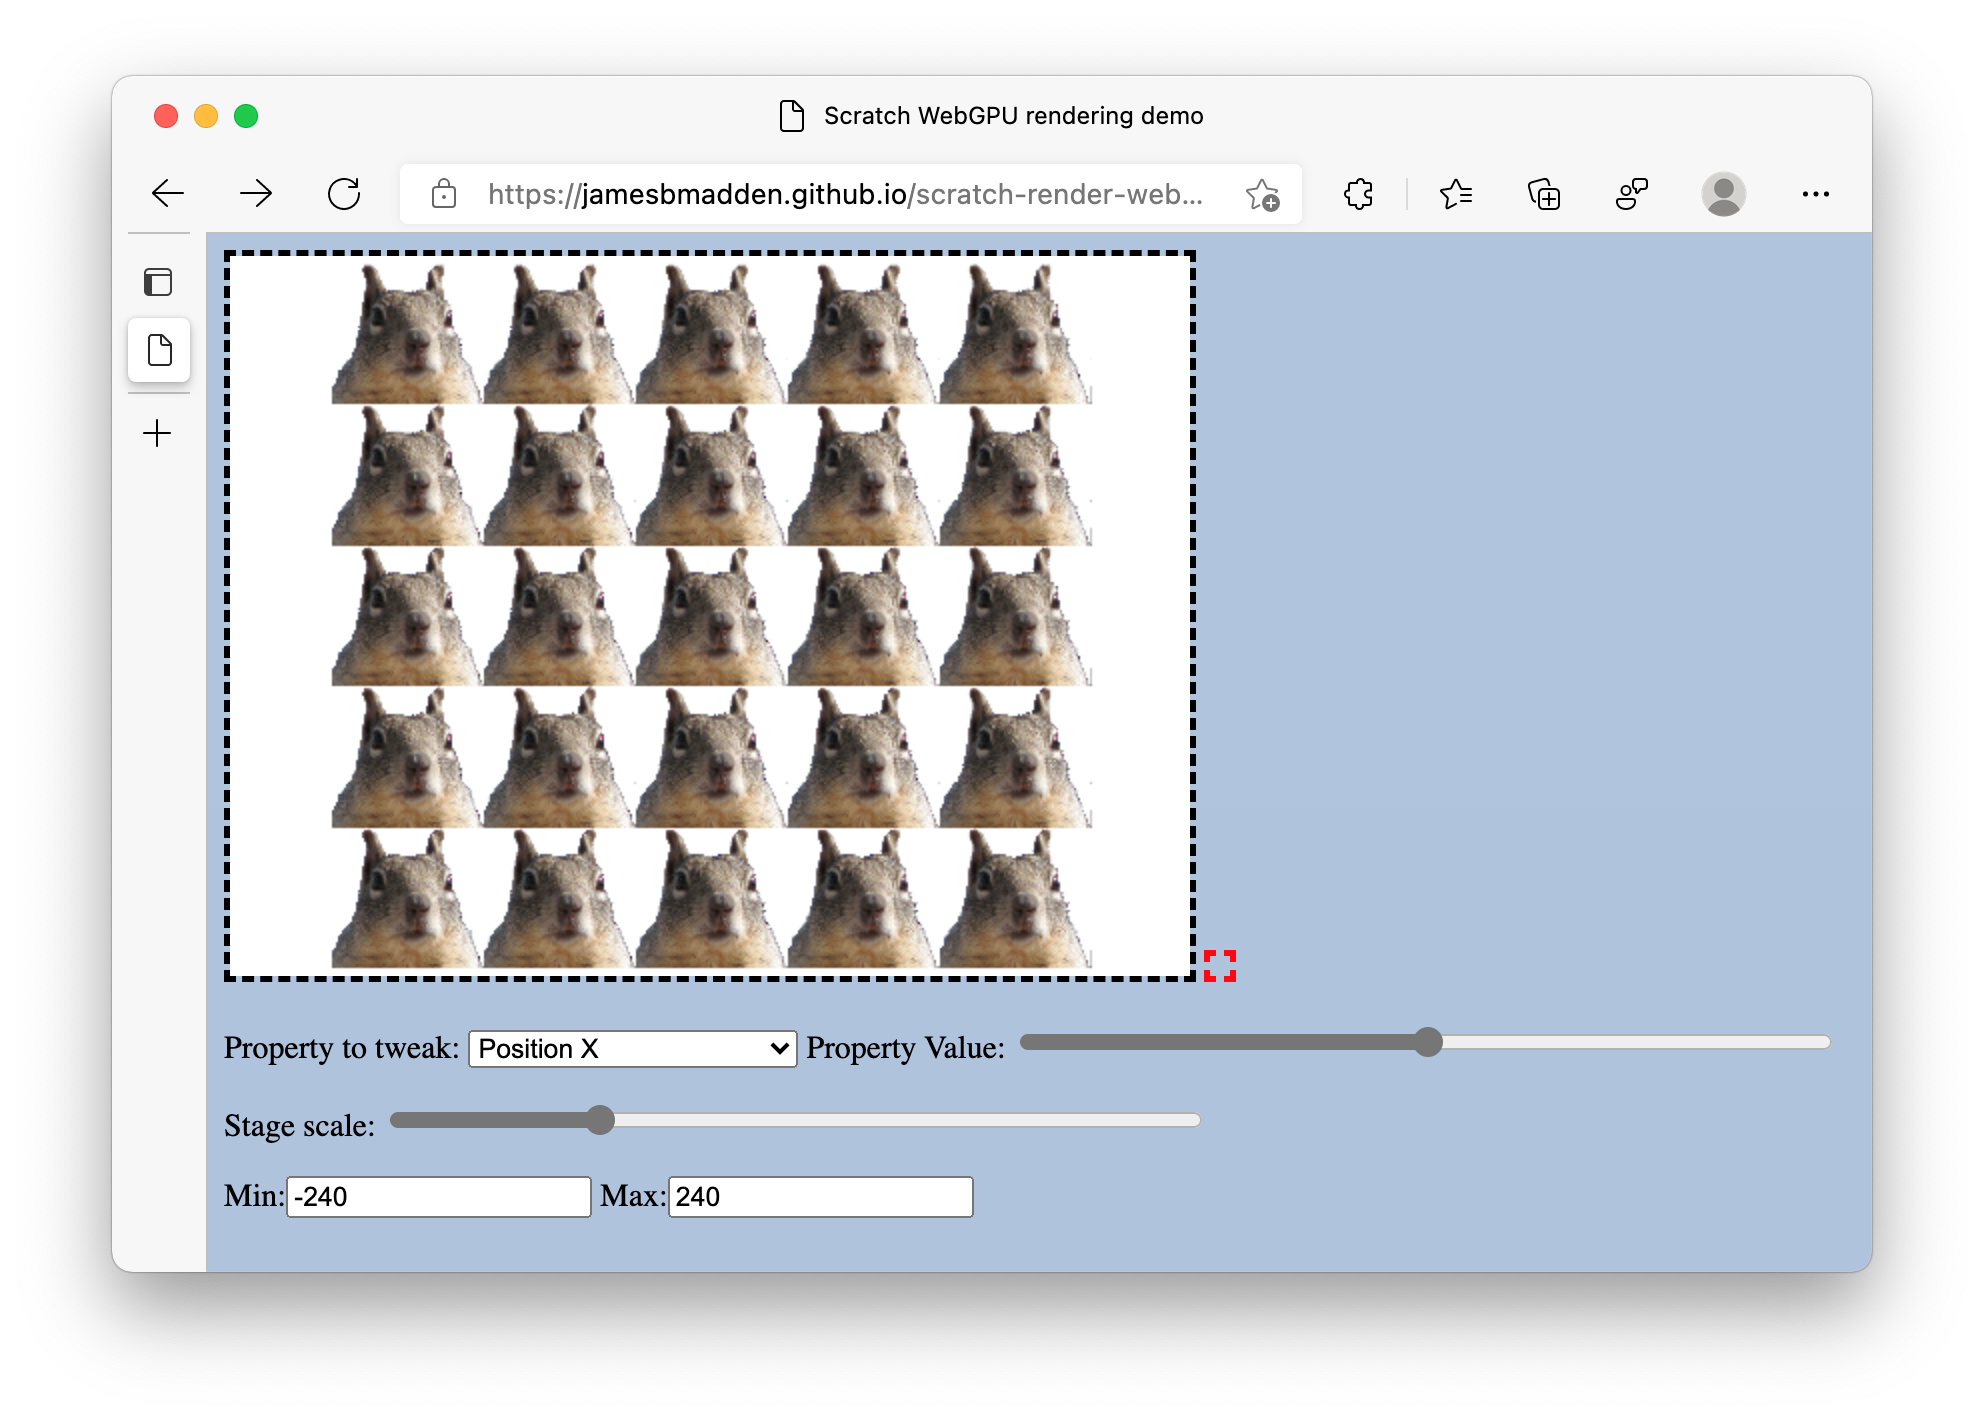 Scratch WebGPU rendering demo
https://jamesbmadden.github.io/scratch-render-web...
Property to tweak: Position X Property Value:
Stage scale:
Min: -240 Max: 240